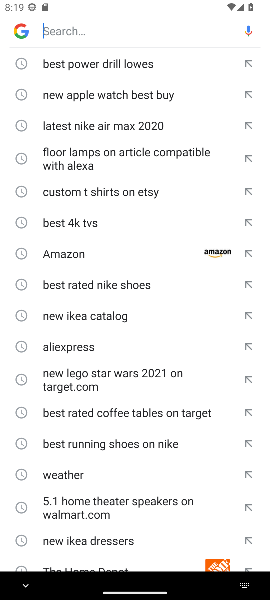 8:19
Search...
best power drill lowes
new apple watch best buy
latest nike air max 2020
floor lamps on article compatible
with alexa
custom t shirts on etsy
best 4k tvs
Amazon
amazon
best rated nike shoes
new ikea catalog
aliexpress
new lego star wars 2021 on
target.com
best rated coffee tables on target
best running shoes on nike
weather
5.1 home theater speakers on
walmart.com
new ikea dressers
The Home Depot